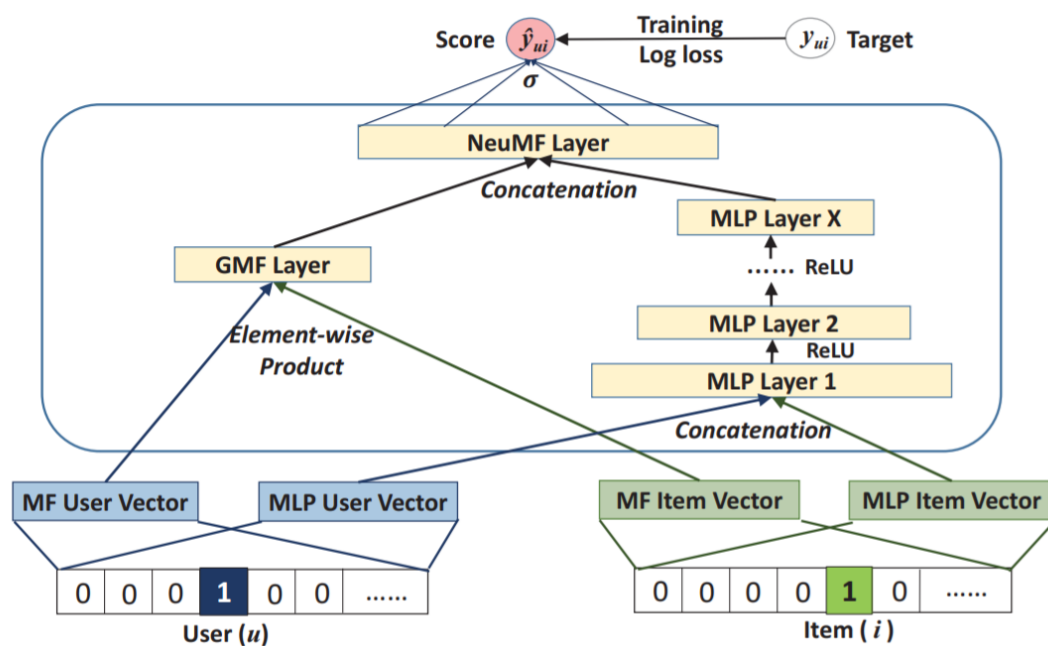 Score ŷui Training yui Target
Log loss
σ
NeuMF Layer
Concatenation
MLP Layer X
GMF Layer
…… ReLU
Element-wise
Product
MLP Layer 2
ReLU
MLP Layer 1
Concatenation
MF User Vector MLP User Vector MF Item Vector MLP Item Vector
0 0 0 1 0 0 …… 0 0 0 0 1 0 ……
User (u) Item ( i )